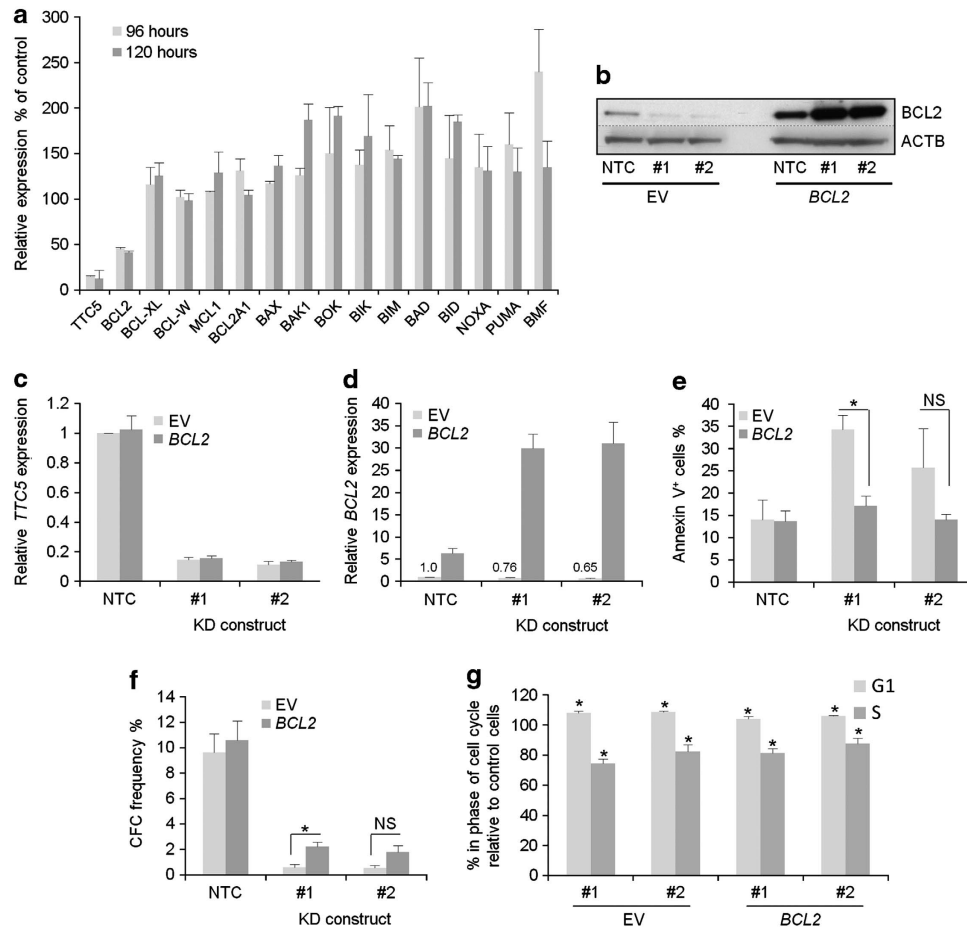 a
Relative expression % of control
300
250
200
150
100
50
0
96 hours
120 hours
TTC5
BCL2
BCL-XL
BCL-W
MCL1
BCL2A1
BAX
BAK1
BOK
BIK
BIM
BAD
BID
NOXA
PUMA
BMF
b
BCL2
ACTB
NTC #1 #2 NTC #1 #2
EV BCL2
c
Relative TTC5 expression
1.2
1
0.8
0.6
0.4
0.2
0
EV
BCL2
NTC #1 #2
KD construct
d
Relative BCL2 expression
40
35
30
25
20
15
10
5
0
EV
BCL2
1.0 0.76 0.65
NTC #1 #2
KD construct
e
Annexin V+ cells %
40
35
30
25
20
15
10
5
0
EV
BCL2
* NS
NTC #1 #2
KD construct
f
CFC frequency %
14
12
10
8
6
4
2
0
EV
BCL2
* NS
NTC #1 #2
KD construct
g
% in phase of cell cycle
relative to control cells
120
100
80
60
40
20
0
G1
S
* * * * * * * *
#1 #2 #1 #2
EV BCL2